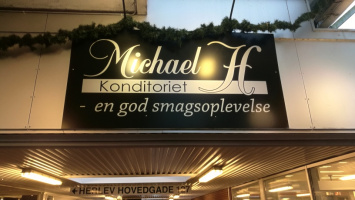 Michael H
Konditoriet
- en god smagsoplevelse
HERLEV HOVEDGADE